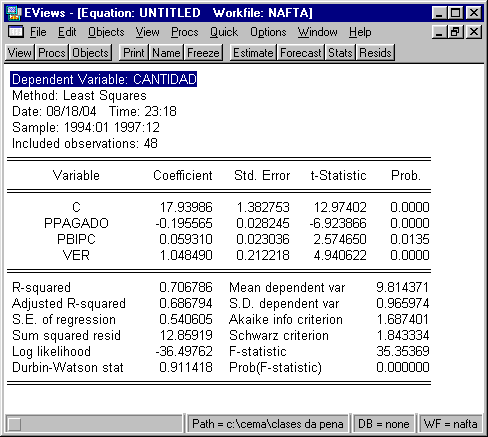 EViews - [Equation: UNTITLED Workfile: NAFTA]
File Edit Objects View Procs Quick Options Window Help
View Procs Objects Print Name Freeze Estimate Forecast Stats Resids
Dependent Variable: CANTIDAD
Method: Least Squares
Date: 08/18/04 Time: 23:18
Sample: 1994:01 1997:12
Included observations: 48
Variable Coefficient Std. Error t-Statistic Prob.
C 17.93986 1.382753 12.97402 0.0000
PPAGADO -0.195565 0.028245 -6.923866 0.0000
PBIPC 0.059310 0.023036 2.574650 0.0135
VER 1.048490 0.212218 4.940622 0.0000
R-squared 0.706786 Mean dependent var 9.814371
Adjusted R-squared 0.686794 S.D. dependent var 0.965974
S.E. of regression 0.540605 Akaike info criterion 1.687401
Sum squared resid 12.85919 Schwarz criterion 1.843334
Log likelihood -36.49762 F-statistic 35.35369
Durbin-Watson stat 0.911418 Prob(F-statistic) 0.000000
Path = c:\cema\clases da pena DB = none WF = nafta